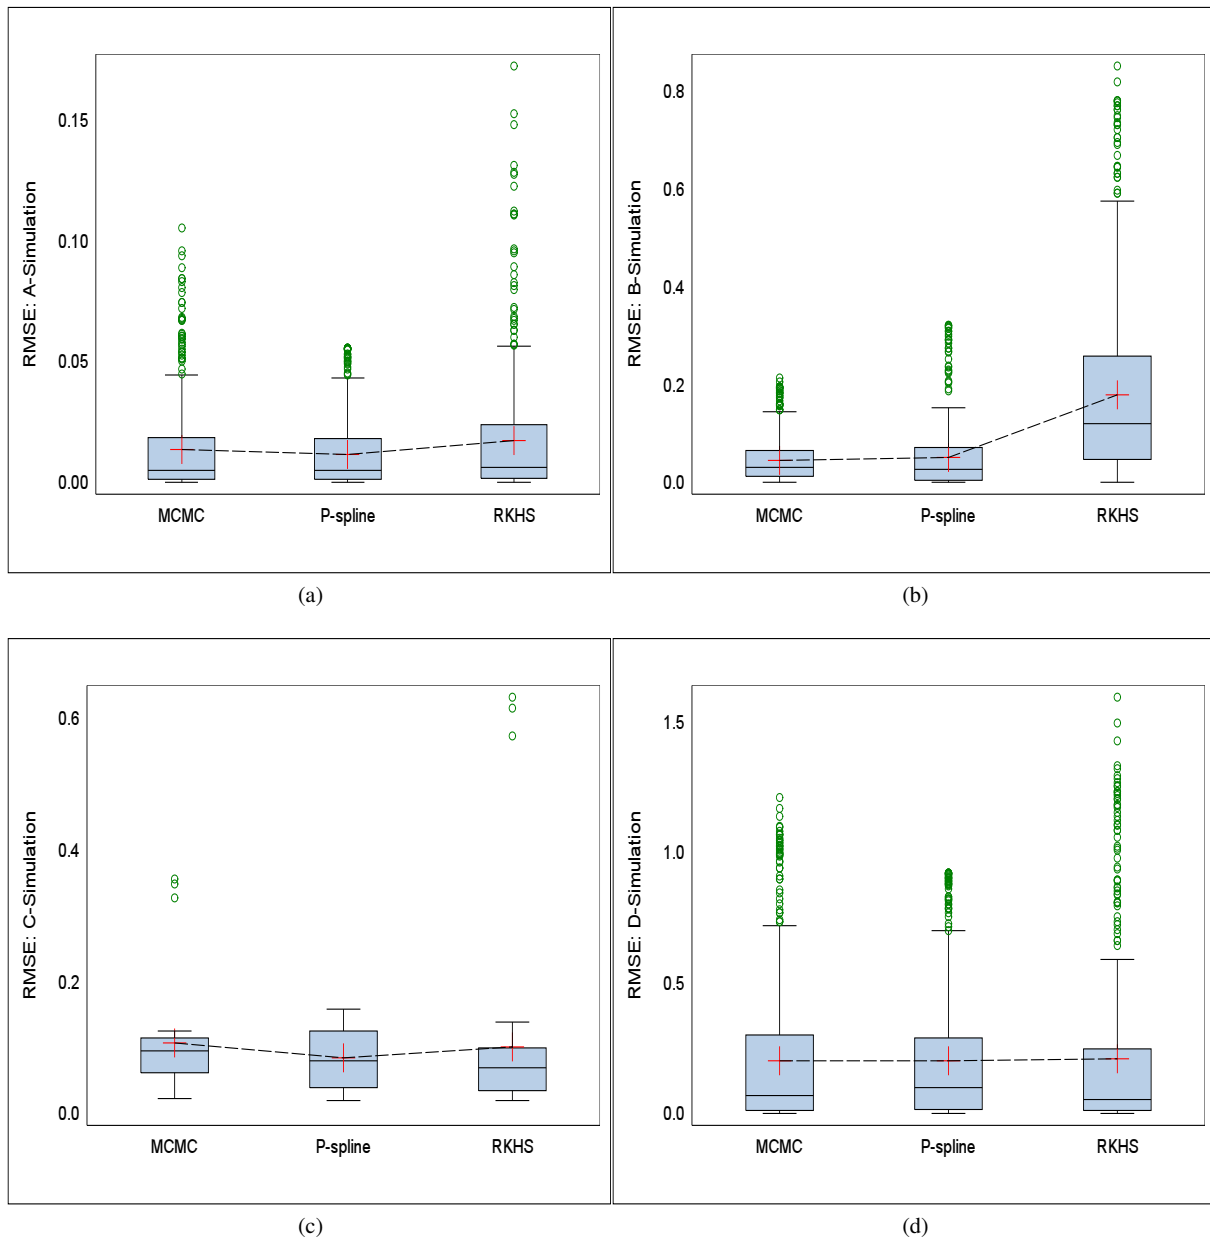 RMSE: A-Simulation
0.15
0.10
0.05
0.00
MCMC P-spline RKHS
(a)
RMSE: B-Simulation
0.8
0.6
0.4
0.2
0.0
MCMC P-spline RKHS
(b)
RMSE: C-Simulation
0.6
0.4
0.2
0.0
MCMC P-spline RKHS
(c)
RMSE: D-Simulation
1.5
1.0
0.5
0.0
MCMC P-spline RKHS
(d)